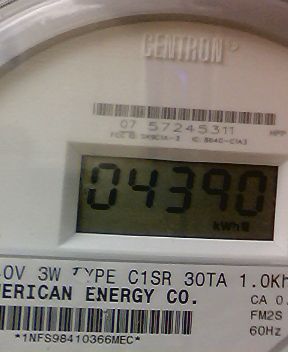 CENTRON®
07 57245311
04390
kWh
0V 3W TYPE C1SR 30TA 1.0Kh
ERICAN ENERGY CO.
CA 0.
FM2S
60Hz
*1NFS98410366MEC*